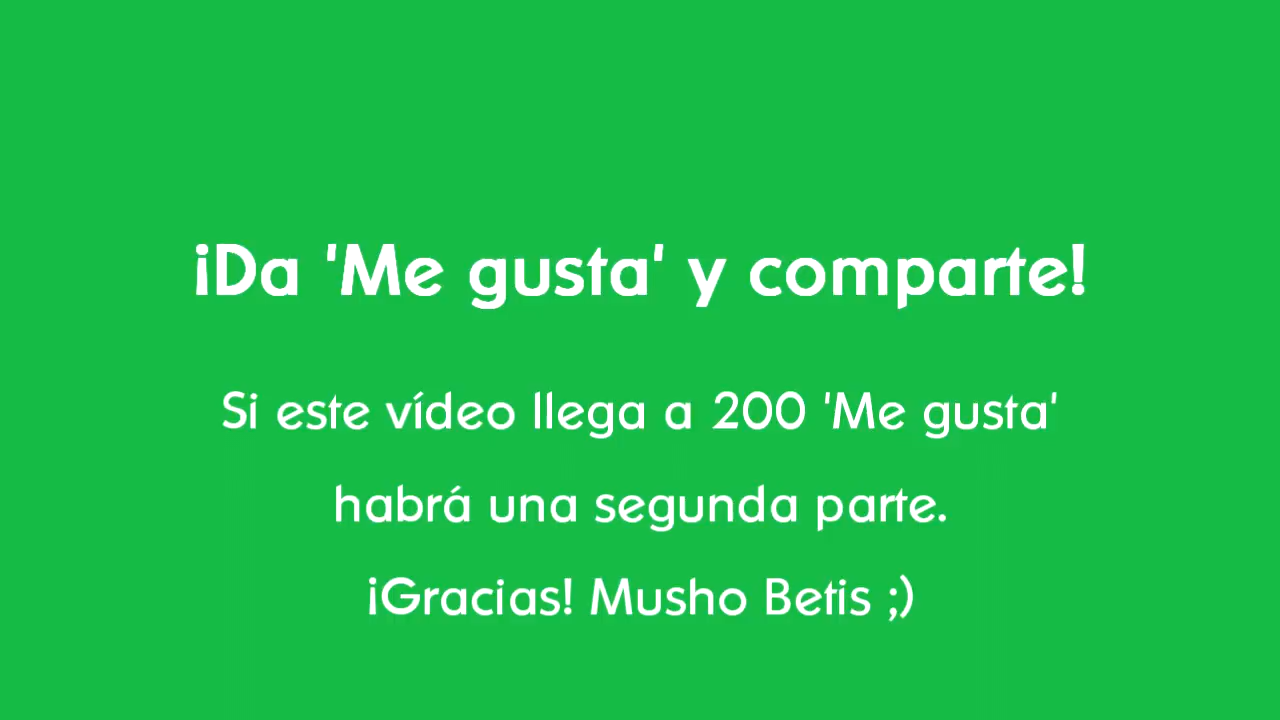 ¡Da 'Me gusta' y comparte!
Si este vídeo llega a 200 'Me gusta'
habrá una segunda parte.
¡Gracias! Musho Betis ;)